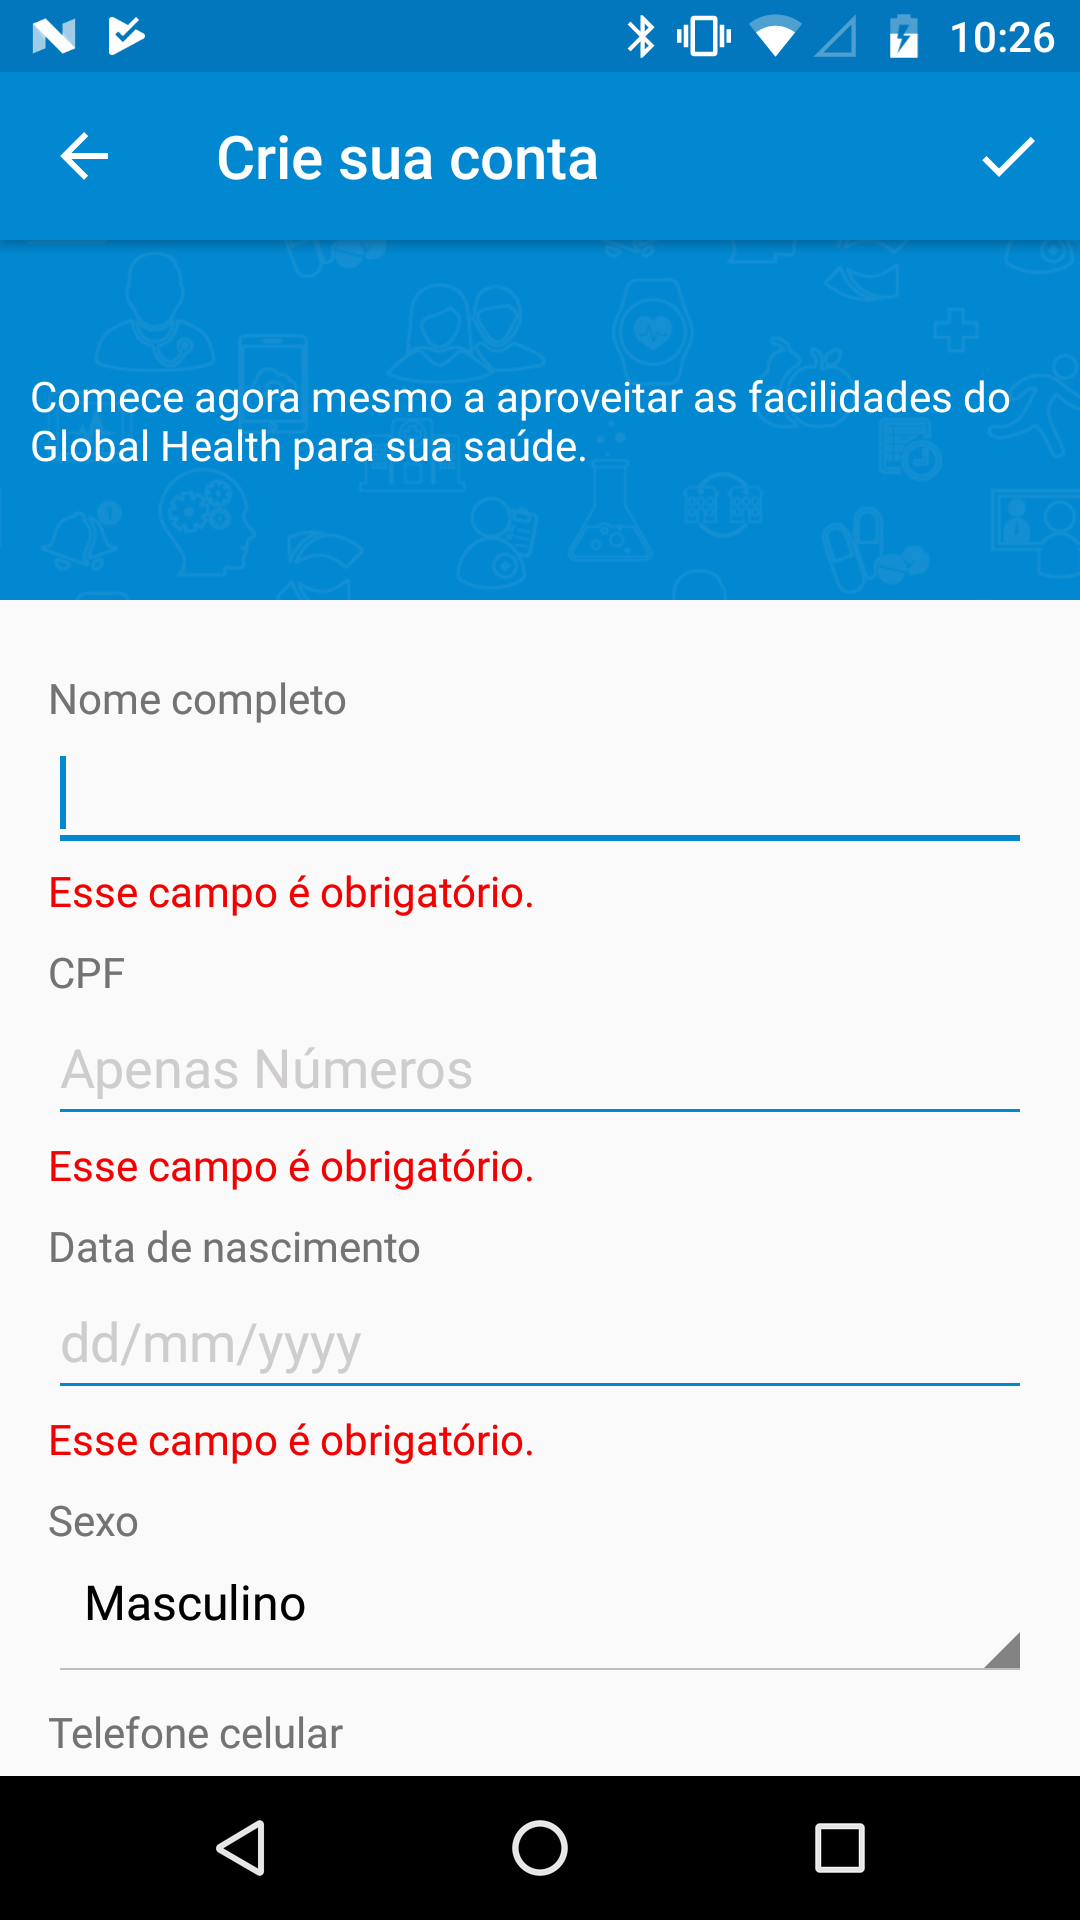 10:26
Crie sua conta
Comece agora mesmo a aproveitar as facilidades do
Global Health para sua saúde.
Nome completo
Esse campo é obrigatório.
CPF
Apenas Números
Esse campo é obrigatório.
Data de nascimento
dd/mm/yyyy
Esse campo é obrigatório.
Sexo
Masculino
Telefone celular